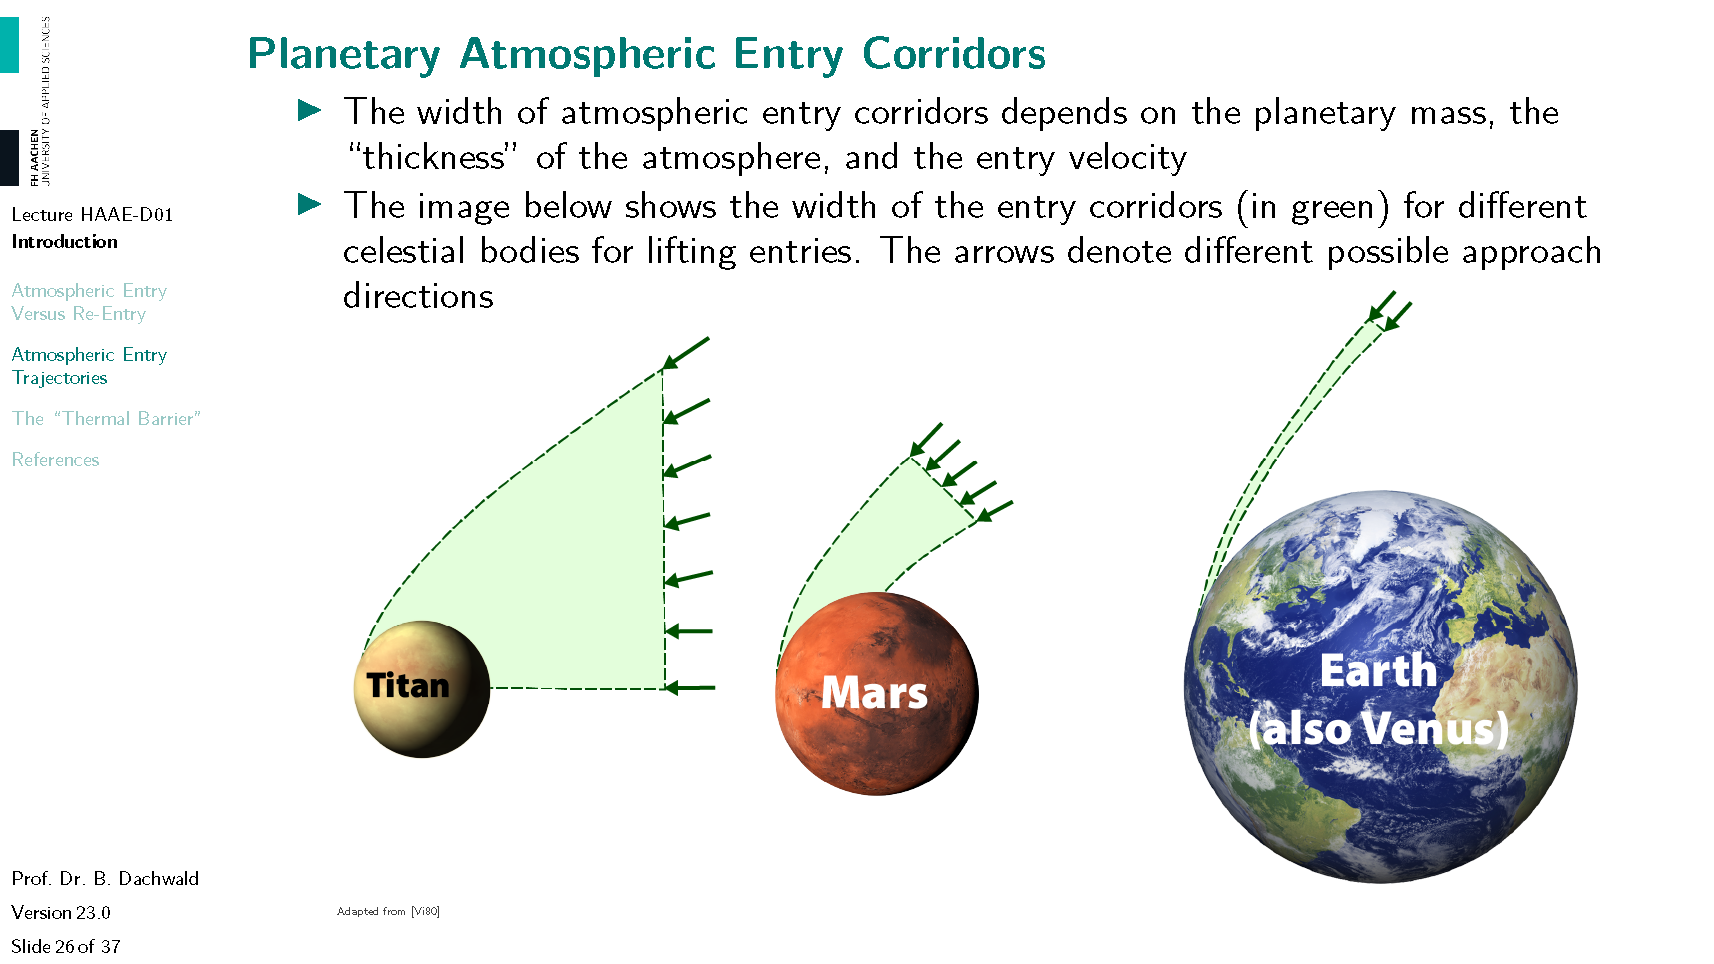 FH AACHEN
UNIVERSITY OF APPLIED SCIENCES
Lecture HAAE-D01
Introduction
Atmospheric Entry
Versus Re-Entry
Atmospheric Entry
Trajectories
The “Thermal Barrier”
References
Prof. Dr. B. Dachwald
Version 23.0
Slide 26 of 37
Planetary Atmospheric Entry Corridors
▶ The width of atmospheric entry corridors depends on the planetary mass, the
“thickness” of the atmosphere, and the entry velocity
▶ The image below shows the width of the entry corridors (in green) for different
celestial bodies for lifting entries. The arrows denote different possible approach
directions
Titan
Mars
Earth
(also Venus)
Adapted from [Vi80]